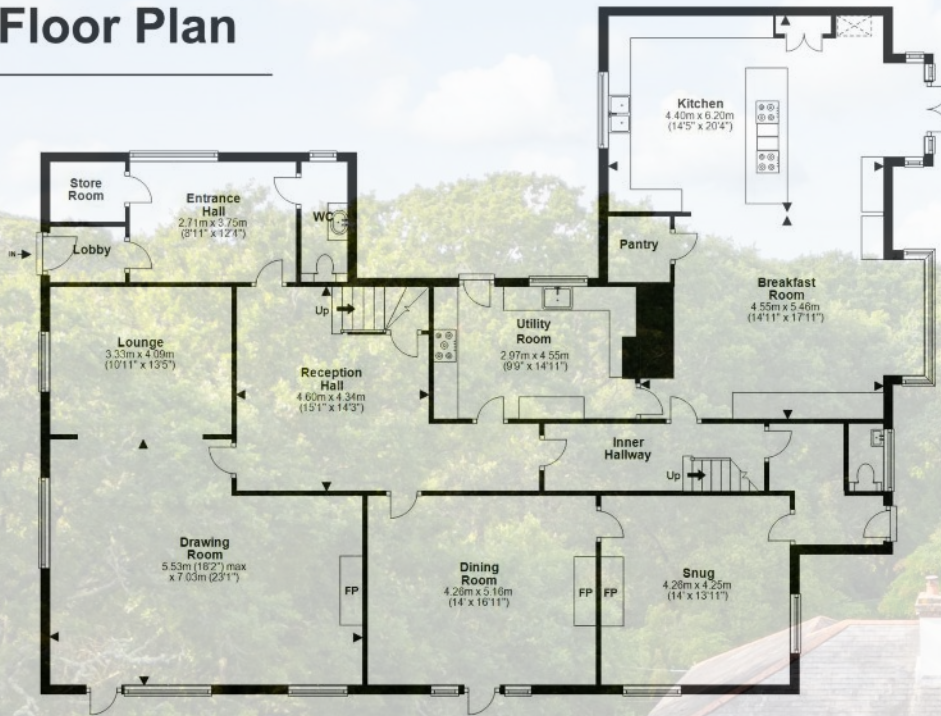 Floor Plan
Kitchen
4.40m x 6.20m
(14'5" x 20'4")
Store
Room
Entrance
Hall
2.71m x 3.75m
(8'11" x 12'4")
WC
Lobby
IN
Pantry
Breakfast
Room
4.55m x 5.46m
(14'11" x 17'11")
Up
Utility
Room
2.97m x 4.55m
(9'9" x 14'11")
Lounge
3.33m x 4.09m
(10'11" x 13'5")
Reception
Hall
4.60m x 4.34m
(15'1" x 14'3")
Inner
Hallway
Up
Drawing
Room
5.53m (18'2") max
x 7.03m (23'1")
FP
Dining
Room
4.26m x 5.16m
(14' x 16'11")
FP
FP
Snug
4.26m x 4.25m
(14' x 13'11")